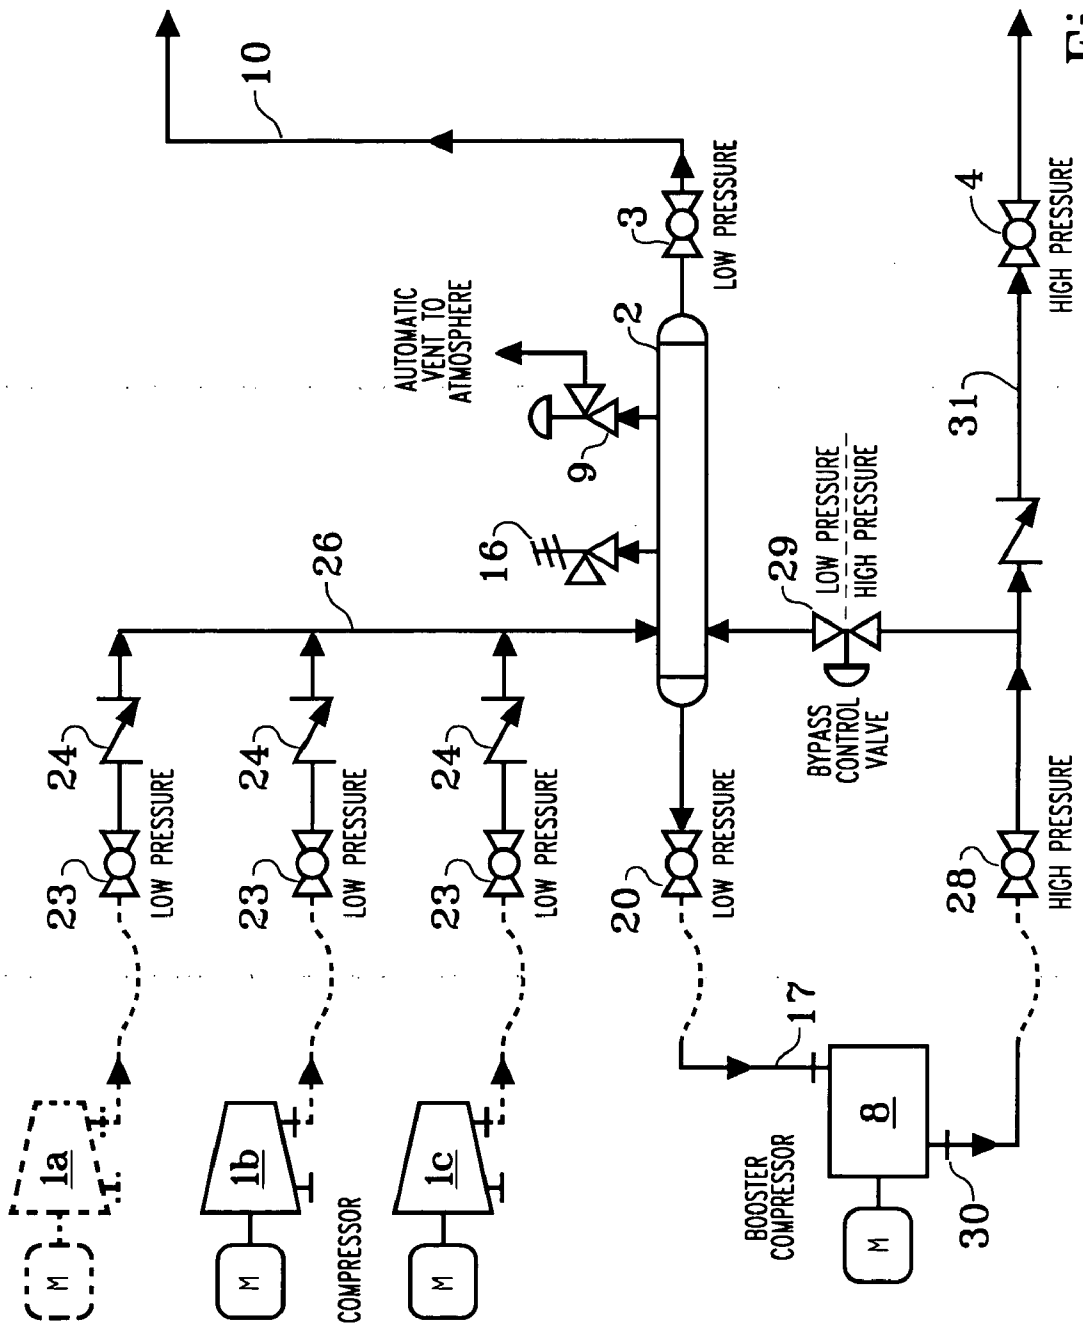 10
AUTOMATIC
VENT TO
ATMOSPHERE
3
LOW PRESSURE
2
9
16
26
4
HIGH PRESSURE
31
29
LOW PRESSURE
HIGH PRESSURE
BYPASS
CONTROL
VALVE
24
24
24
23
LOW PRESSURE
23
LOW PRESSURE
23
LOW PRESSURE
20
LOW PRESSURE
28
HIGH PRESSURE
17
1a
1b
1c
M
M
M
COMPRESSOR
BOOSTER
COMPRESSOR
8
M
30